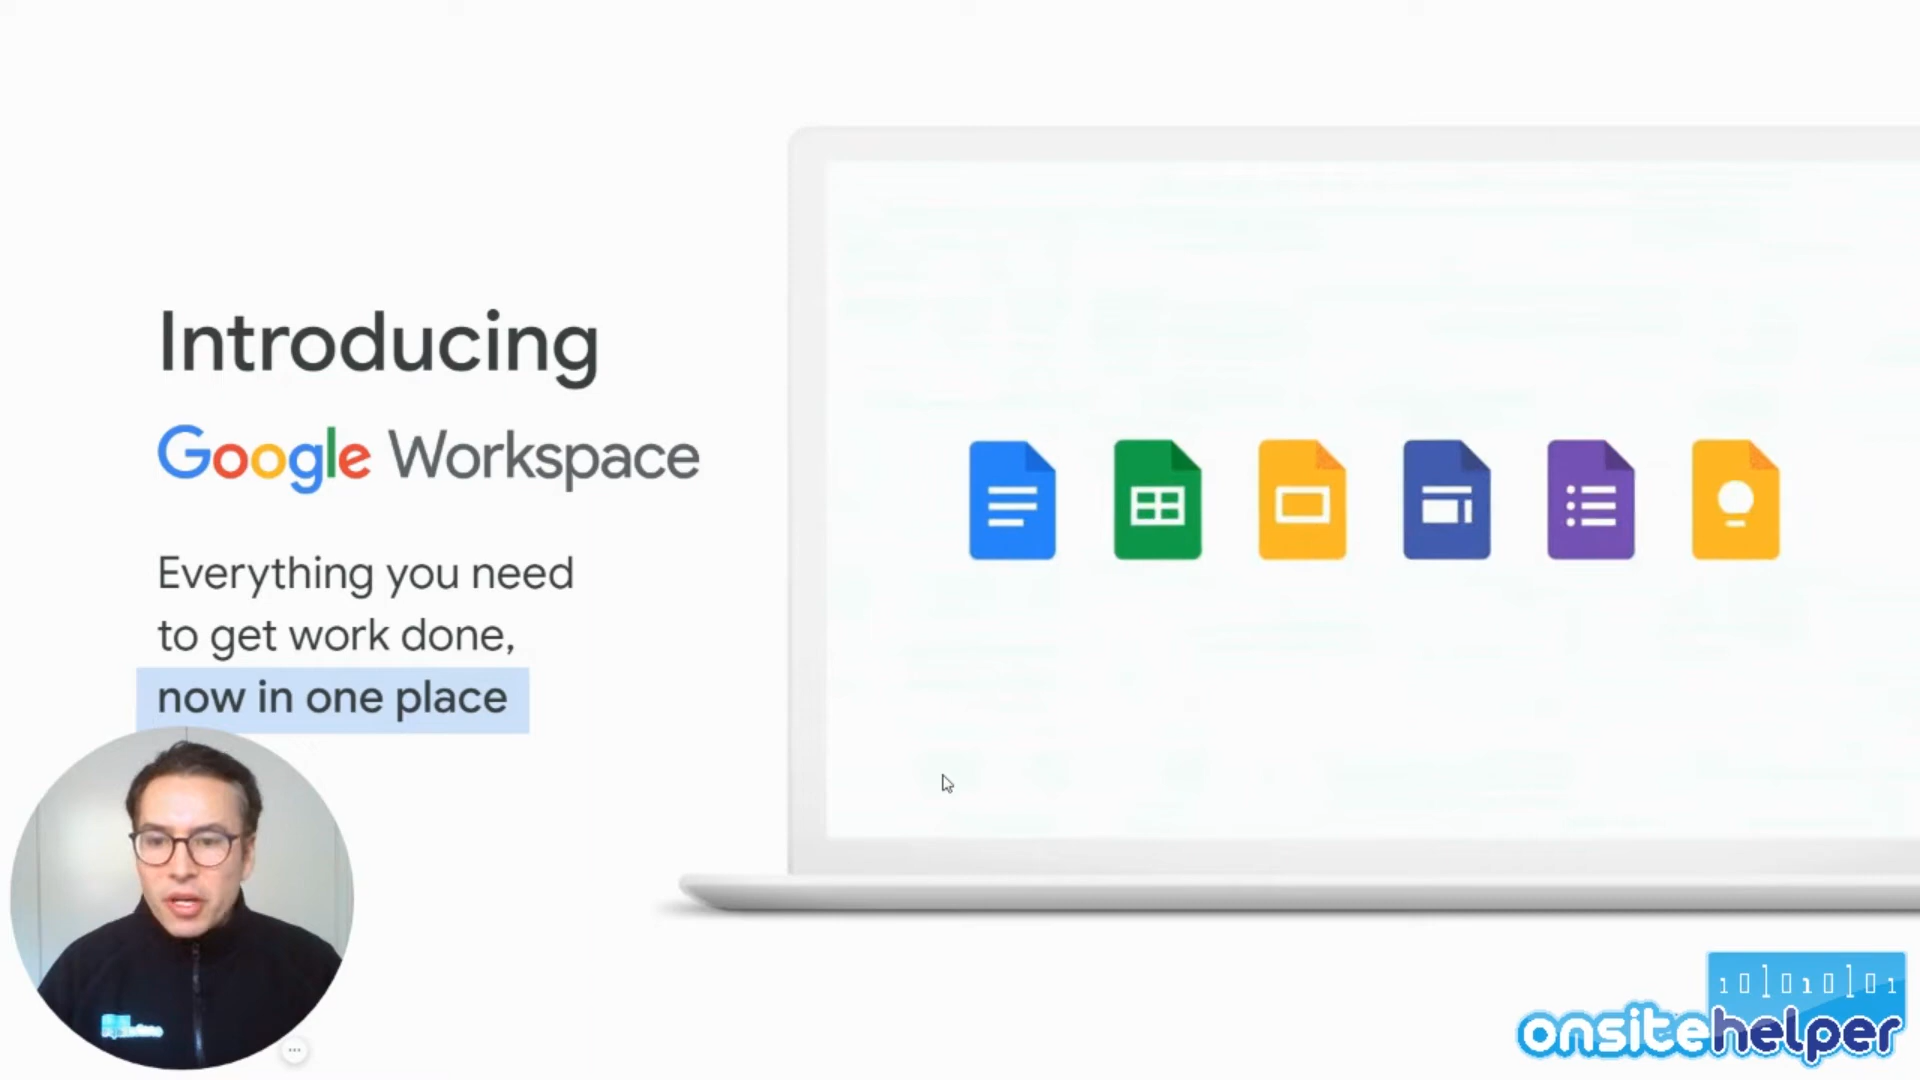 Introducing
Google Workspace
Everything you need
to get work done,
now in one place
onsitehelper